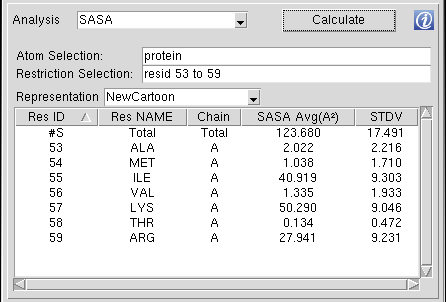 Analysis SASA Calculate i
Atom Selection: protein
Restriction Selection: resid 53 to 59
Representation NewCartoon
Res ID Res NAME Chain SASA Avg(A²) STDV
#S Total Total 123.680 17.491
53 ALA A 2.022 2.216
54 MET A 1.038 1.710
55 ILE A 40.919 9.303
56 VAL A 1.335 1.933
57 LYS A 50.290 9.046
58 THR A 0.134 0.472
59 ARG A 27.941 9.231